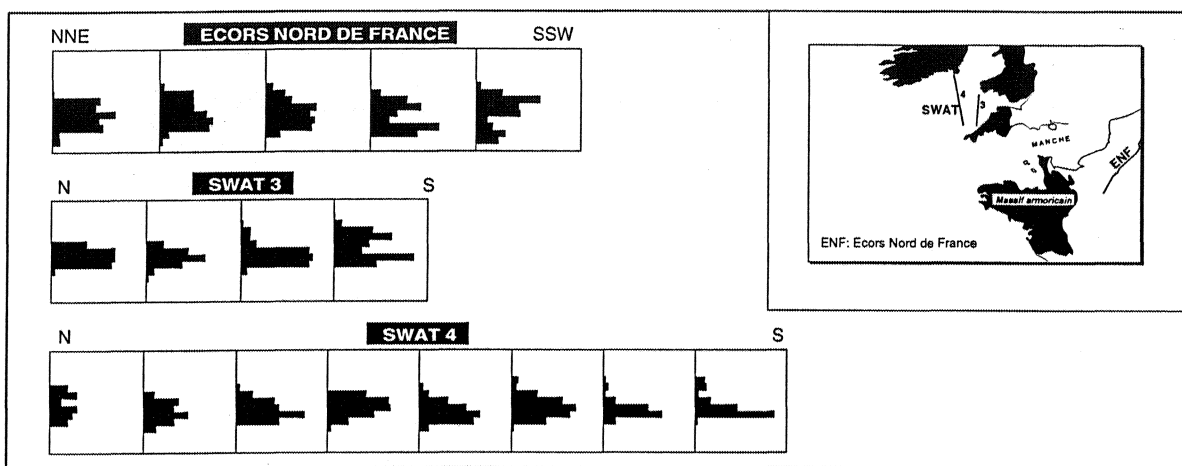 NNE ECORS NORD DE FRANCE SSW
N SWAT 3 S
N SWAT 4 S
SWAT 4 3
MANCHE
ENF
Massif armoricain
ENF: Ecors Nord de France